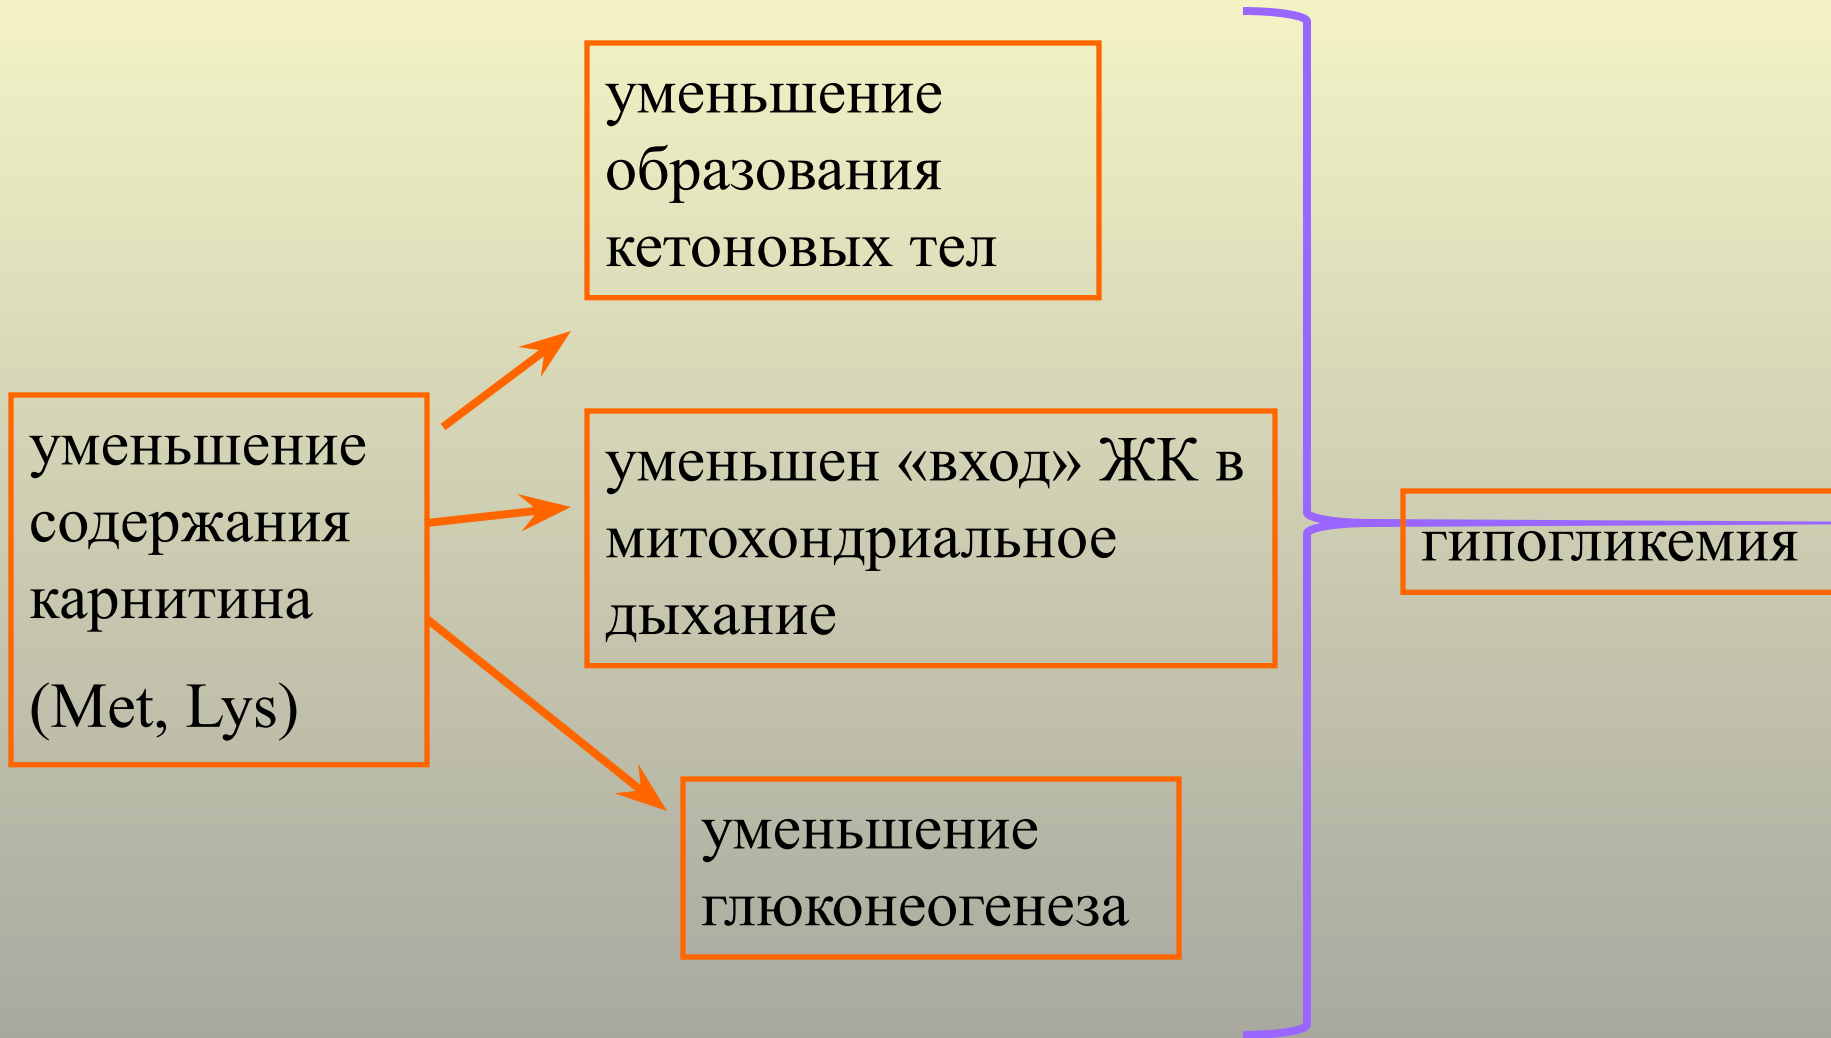 уменьшение
образования
кетоновых тел
уменьшение
содержания
карнитина
(Met, Lys)
уменьшен «вход» ЖК в
митохондриальное
дыхание
гипогликемия
уменьшение
глюконеогенеза